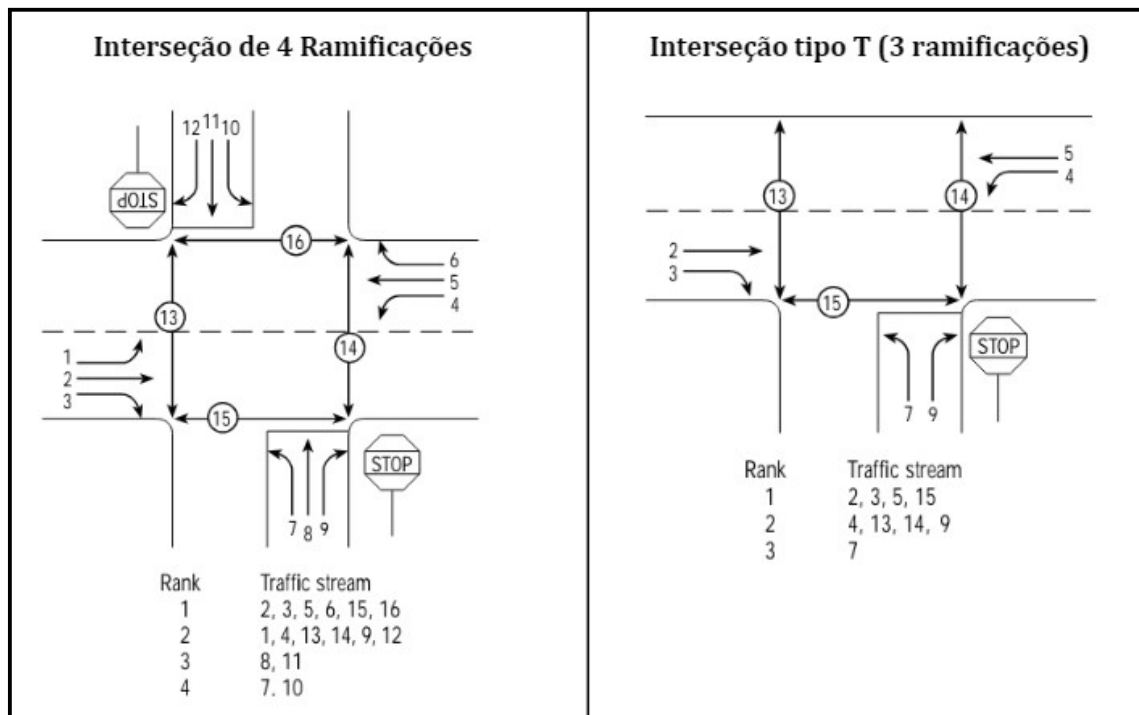 Interseção de 4 Ramificações
12 11 10
STOP
16
6
5
4
13
14
1
2
3
15
STOP
7 8 9
Rank Traffic stream
1 2, 3, 5, 6, 15, 16
2 1, 4, 13, 14, 9, 12
3 8, 11
4 7. 10
Interseção tipo T (3 ramificações)
5
4
13
14
2
3
15
STOP
7 9
Rank Traffic stream
1 2, 3, 5, 15
2 4, 13, 14, 9
3 7